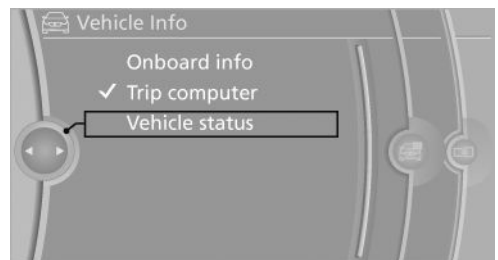 Vehicle Info
Onboard info
Trip computer
Vehicle status